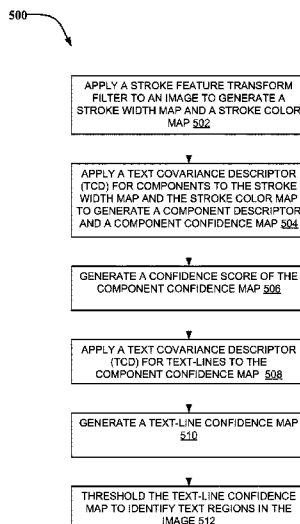 500
APPLY A STROKE FEATURE TRANSFORM
FILTER TO AN IMAGE TO GENERATE A
STROKE WIDTH MAP AND A STROKE COLOR
MAP 502
APPLY A TEXT COVARIANCE DESCRIPTOR
(TCD) FOR COMPONENTS TO THE STROKE
WIDTH MAP AND THE STROKE COLOR MAP
TO GENERATE A COMPONENT DESCRIPTOR
AND A COMPONENT CONFIDENCE MAP 504
GENERATE A CONFIDENCE SCORE OF THE
COMPONENT CONFIDENCE MAP 506
APPLY A TEXT COVARIANCE DESCRIPTOR
(TCD) FOR TEXT-LINES TO THE
COMPONENT CONFIDENCE MAP 508
GENERATE A TEXT-LINE CONFIDENCE MAP
510
THRESHOLD THE TEXT-LINE CONFIDENCE
MAP TO IDENTIFY TEXT REGIONS IN THE
IMAGE 512